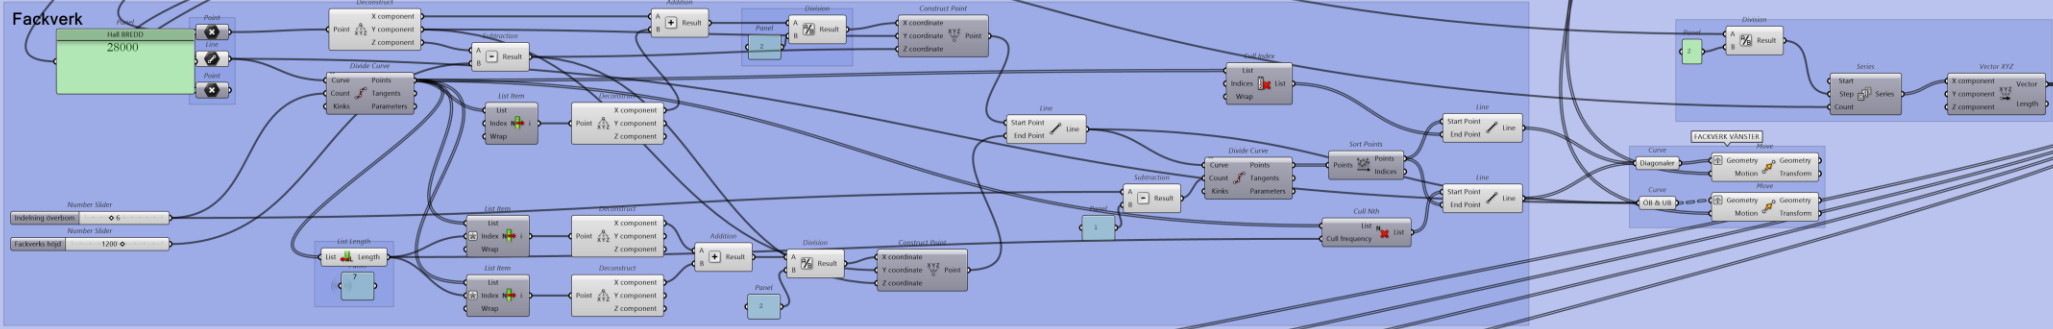 Fackverk
Panel
Hall BREDD
28000
Point
Line
Point
Deconstruct
Point
X component
Y component
Z component
Divide Curve
Curve
Count
Kinks
Points
Tangents
Parameters
Subtraction
A
B
Result
Addition
A
B
Result
Panel
2
Division
A
B
Result
Construct Point
X coordinate
Y coordinate
Z coordinate
Point
List Item
List
Index
Wrap
i
Deconstruct
Point
X component
Y component
Z component
Number Slider
Indelning överbom
6
Number Slider
Fackverks höjd
1200
List Length
List
Length
7
List Item
List
Index
Wrap
i
Deconstruct
Point
X component
Y component
Z component
List Item
List
Index
Wrap
i
Deconstruct
Point
X component
Y component
Z component
Addition
A
B
Result
Panel
2
Division
A
B
Result
Construct Point
X coordinate
Y coordinate
Z coordinate
Point
Line
Start Point
End Point
Line
Cull Index
List
Indices
Wrap
List
Panel
1
Subtraction
A
B
Result
Divide Curve
Curve
Count
Kinks
Points
Tangents
Parameters
Sort Points
Points
Points
Indices
Cull Nth
List
Cull frequency
List
Line
Start Point
End Point
Line
Line
Start Point
End Point
Line
Panel
2
Division
A
B
Result
Series
Start
Step
Count
Series
Vector XYZ
X component
Y component
Z component
Vector
Length
FACKVERK VÄNSTER
Curve
Diagonaler
Move
Geometry
Motion
Geometry
Transform
Curve
OB & UB
Move
Geometry
Motion
Geometry
Transform